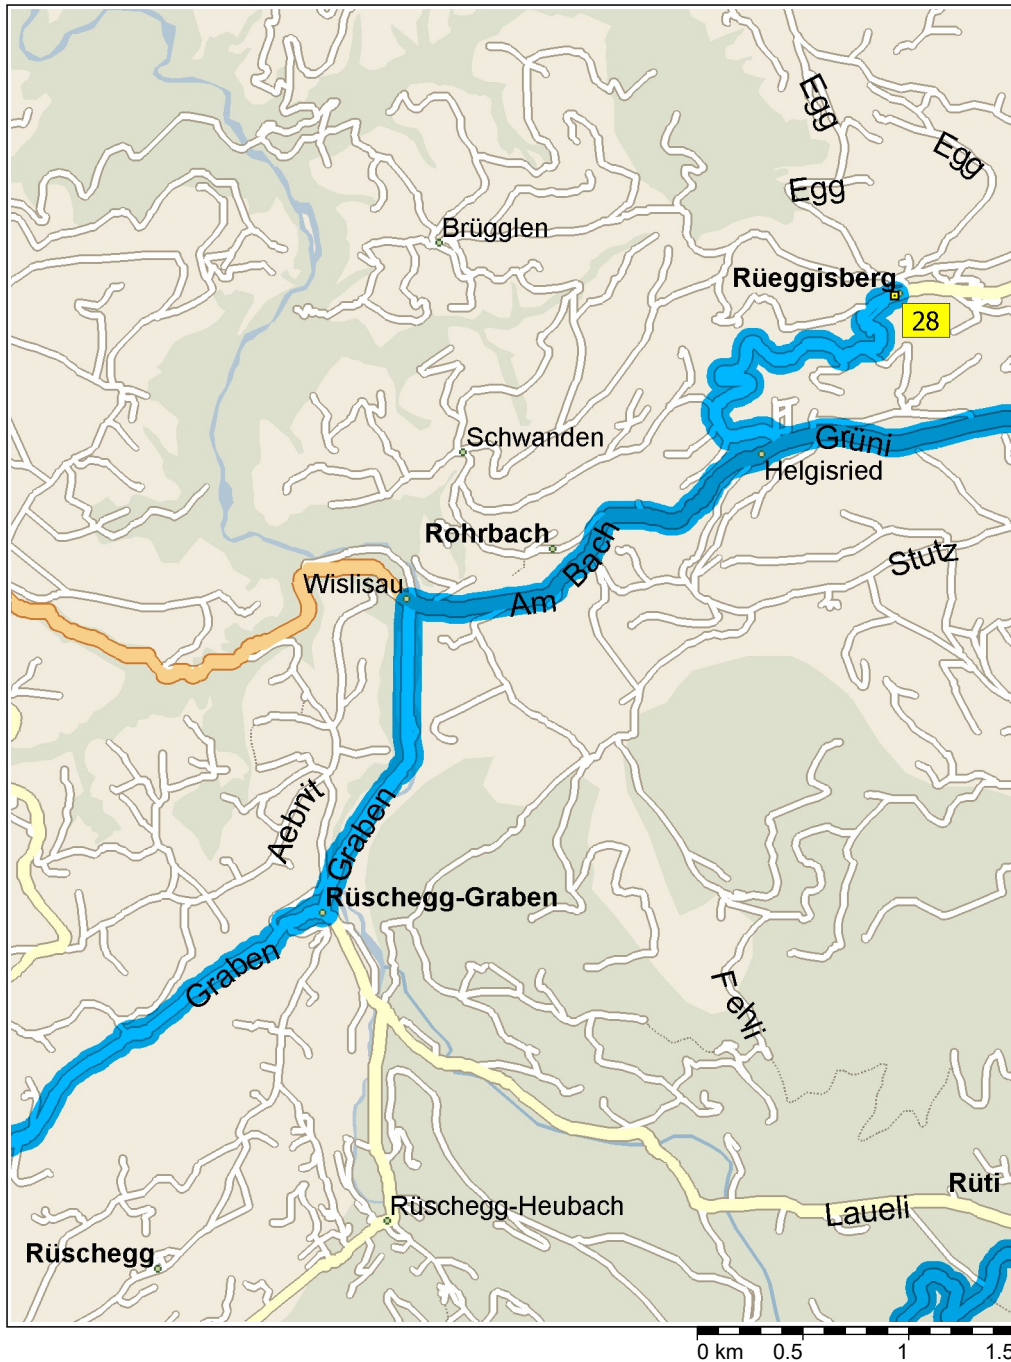 Egg
Egg
Egg
Brügglen
Rüeggisberg
28
Schwanden
Grüni
Helgisried
Rohrbach
Bach
Stutz
Wislisau
Am
Aebnit
Graben
Rüschegg-Graben
Graben
Fehli
Rüti
Rüschegg-Heubach
Laueli
Rüschegg
0 km 0.5 1 1.5